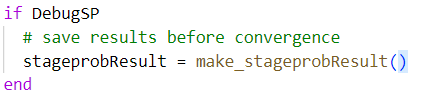 if DebugSP
  # save results before convergence
  stageprobResult = make_stageprobResult()
end